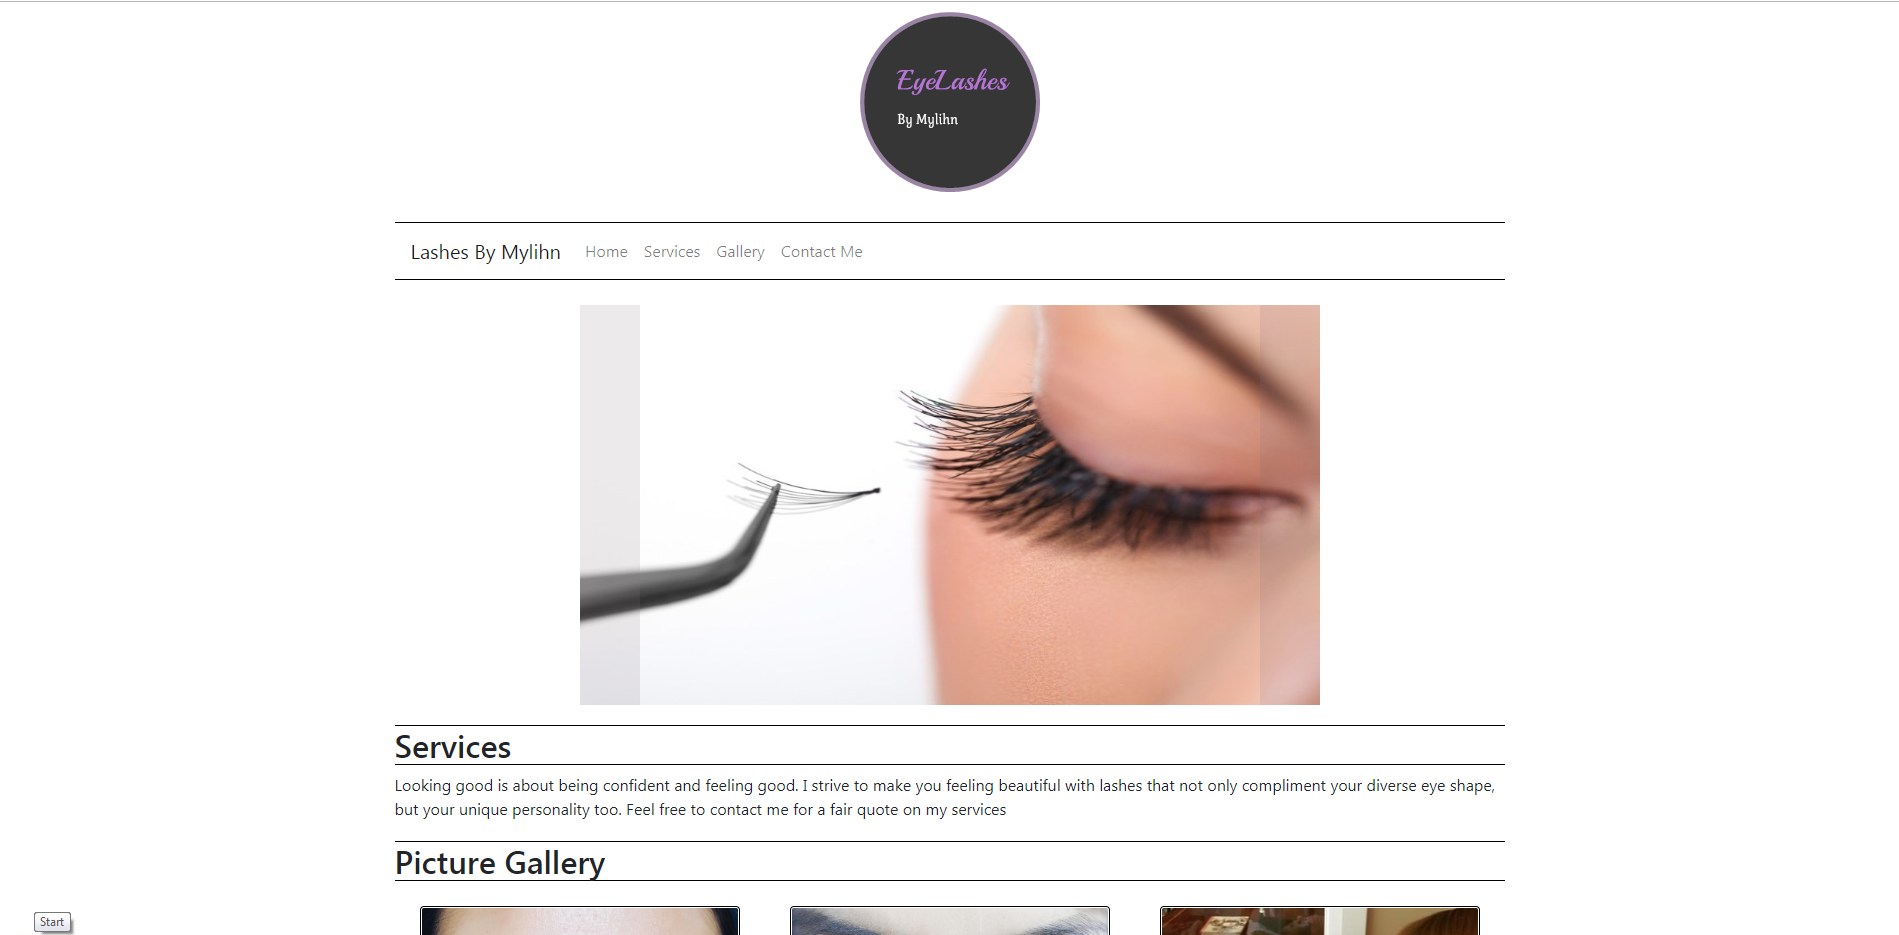 EyeLashes
By Mylihn
Lashes By Mylihn Home Services Gallery Contact Me
Services
Looking good is about being confident and feeling good. I strive to make you feeling beautiful with lashes that not only compliment your diverse eye shape,
but your unique personality too. Feel free to contact me for a fair quote on my services
Picture Gallery
Start